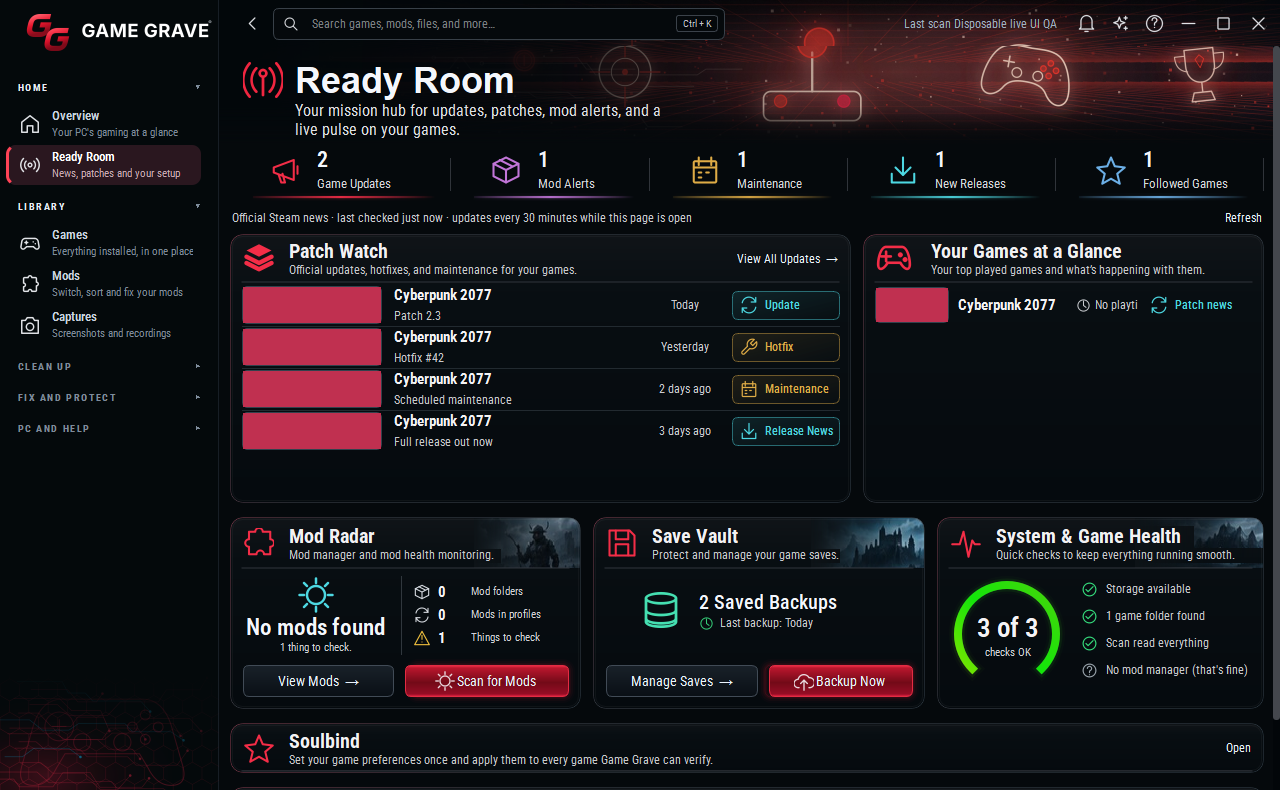 GAME GRAVE
Search games, mods, files, and more...
Ctrl + K
Last scan Disposable live UI QA
HOME
Overview
Your PC's gaming at a glance
Ready Room
News, patches and your setup
LIBRARY
Games
Everything installed, in one place
Mods
Switch, sort and fix your mods
Captures
Screenshots and recordings
CLEAN UP
FIX AND PROTECT
PC AND HELP
Ready Room
Your mission hub for updates, patches, mod alerts, and a
live pulse on your games.
2
Game Updates
1
Mod Alerts
1
Maintenance
1
New Releases
1
Followed Games
Official Steam news · last checked just now · updates every 30 minutes while this page is open
Refresh
Patch Watch
Official updates, hotfixes, and maintenance for your games.
View All Updates →
Cyberpunk 2077
Patch 2.3
Today
Update
Cyberpunk 2077
Hotfix #42
Yesterday
Hotfix
Cyberpunk 2077
Scheduled maintenance
2 days ago
Maintenance
Cyberpunk 2077
Full release out now
3 days ago
Release News
Your Games at a Glance
Your top played games and what's happening with them.
Cyberpunk 2077
No playti
Patch news
Mod Radar
Mod manager and mod health monitoring.
No mods found
1 thing to check.
0 Mod folders
0 Mods in profiles
1 Things to check
View Mods →
Scan for Mods
Save Vault
Protect and manage your game saves.
2 Saved Backups
Last backup: Today
Manage Saves →
Backup Now
System & Game Health
Quick checks to keep everything running smooth.
3 of 3
checks OK
Storage available
1 game folder found
Scan read everything
No mod manager (that's fine)
Soulbind
Set your game preferences once and apply them to every game Game Grave can verify.
Open